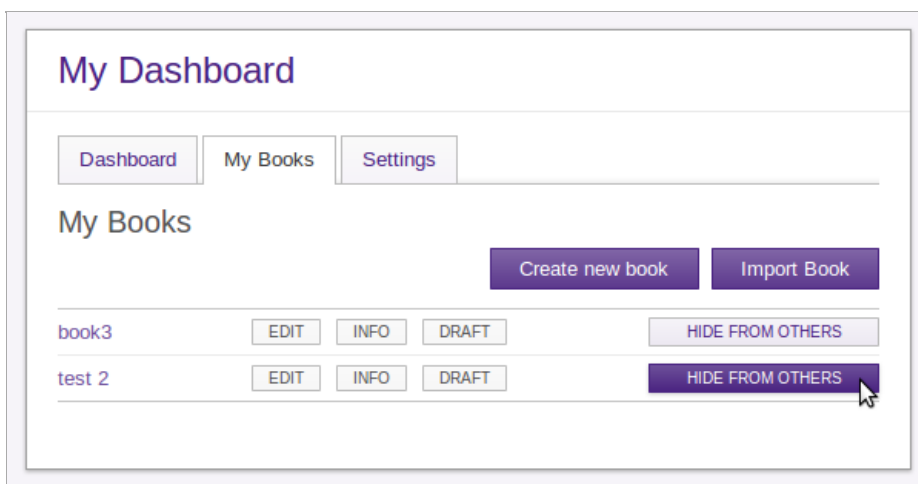 My Dashboard
Dashboard My Books Settings
My Books
Create new book Import Book
book3 EDIT INFO DRAFT HIDE FROM OTHERS
test 2 EDIT INFO DRAFT HIDE FROM OTHERS